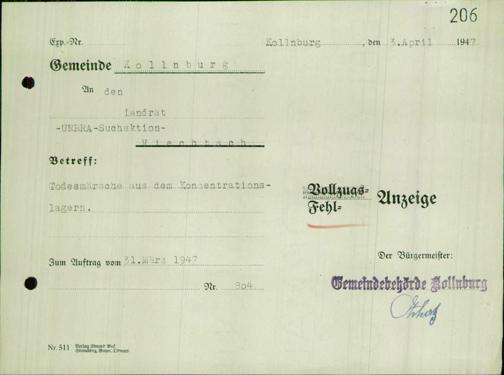 206
Exp.-Nr.
Kollnburg, den 3. April 1947
Gemeinde Kollnburg
An den
Landrat
-UNRRA-Suchaktion-
Viechtach
Betreff:
Todesmärsche aus dem Konzentrations-
lagern.
Vollzugs-
Fehl-
Anzeige
Zum Auftrag vom 31. März 1947
Nr. 804
Der Bürgermeister:
Gemeindebehörde Kollnburg
Nr. 511